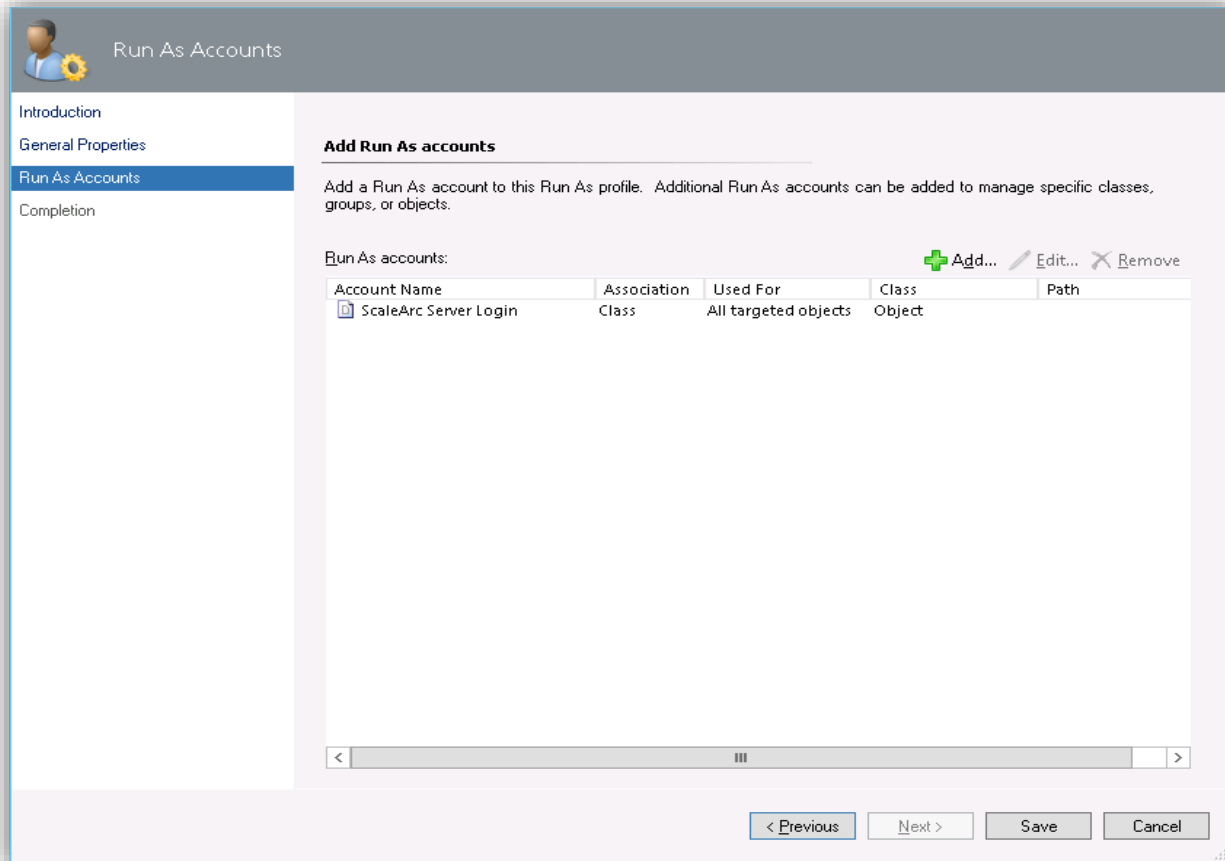 Run As Accounts
Introduction
General Properties
Run As Accounts
Completion
Add Run As accounts
Add a Run As account to this Run As profile. Additional Run As accounts can be added to manage specific classes,
groups, or objects.
Run As accounts:
Add... Edit... Remove
Account Name Association Used For Class Path
ScaleArc Server Login Class All targeted objects Object
< Previous Next > Save Cancel